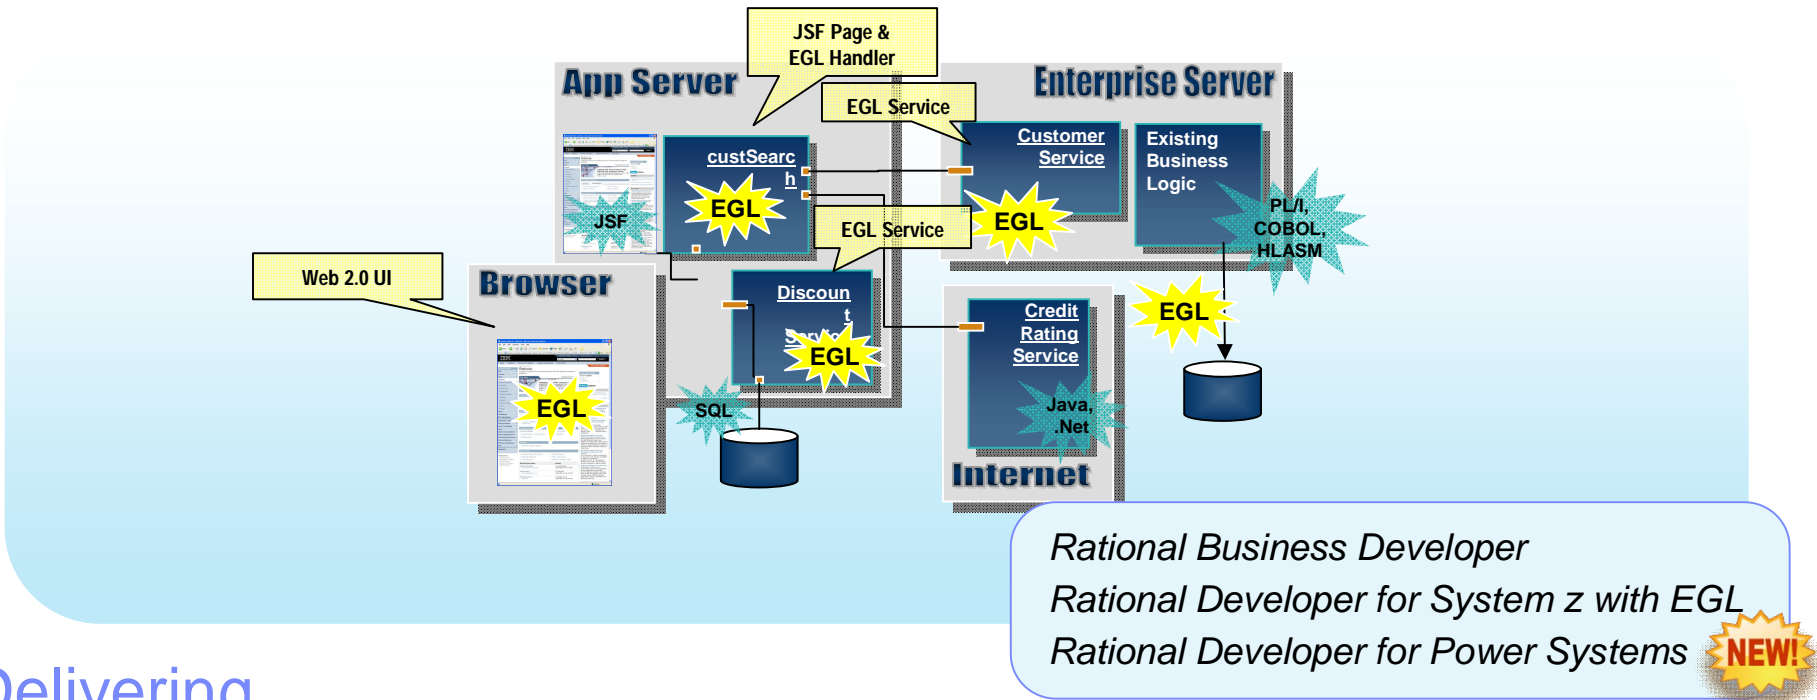 JSF Page &
EGL Handler
App Server
Enterprise Server
EGL Service
custSearc
h
EGL
JSF
Customer
Service
EGL
Existing
Business
Logic
PL/I,
COBOL,
HLASM
EGL Service
Web 2.0 UI
Browser
EGL
Discoun
t
EGL
SQL
Credit
Rating
Service
Java,
.Net
Internet
EGL
Rational Business Developer
Rational Developer for System z with EGL
Rational Developer for Power Systems
NEW!
Delivering